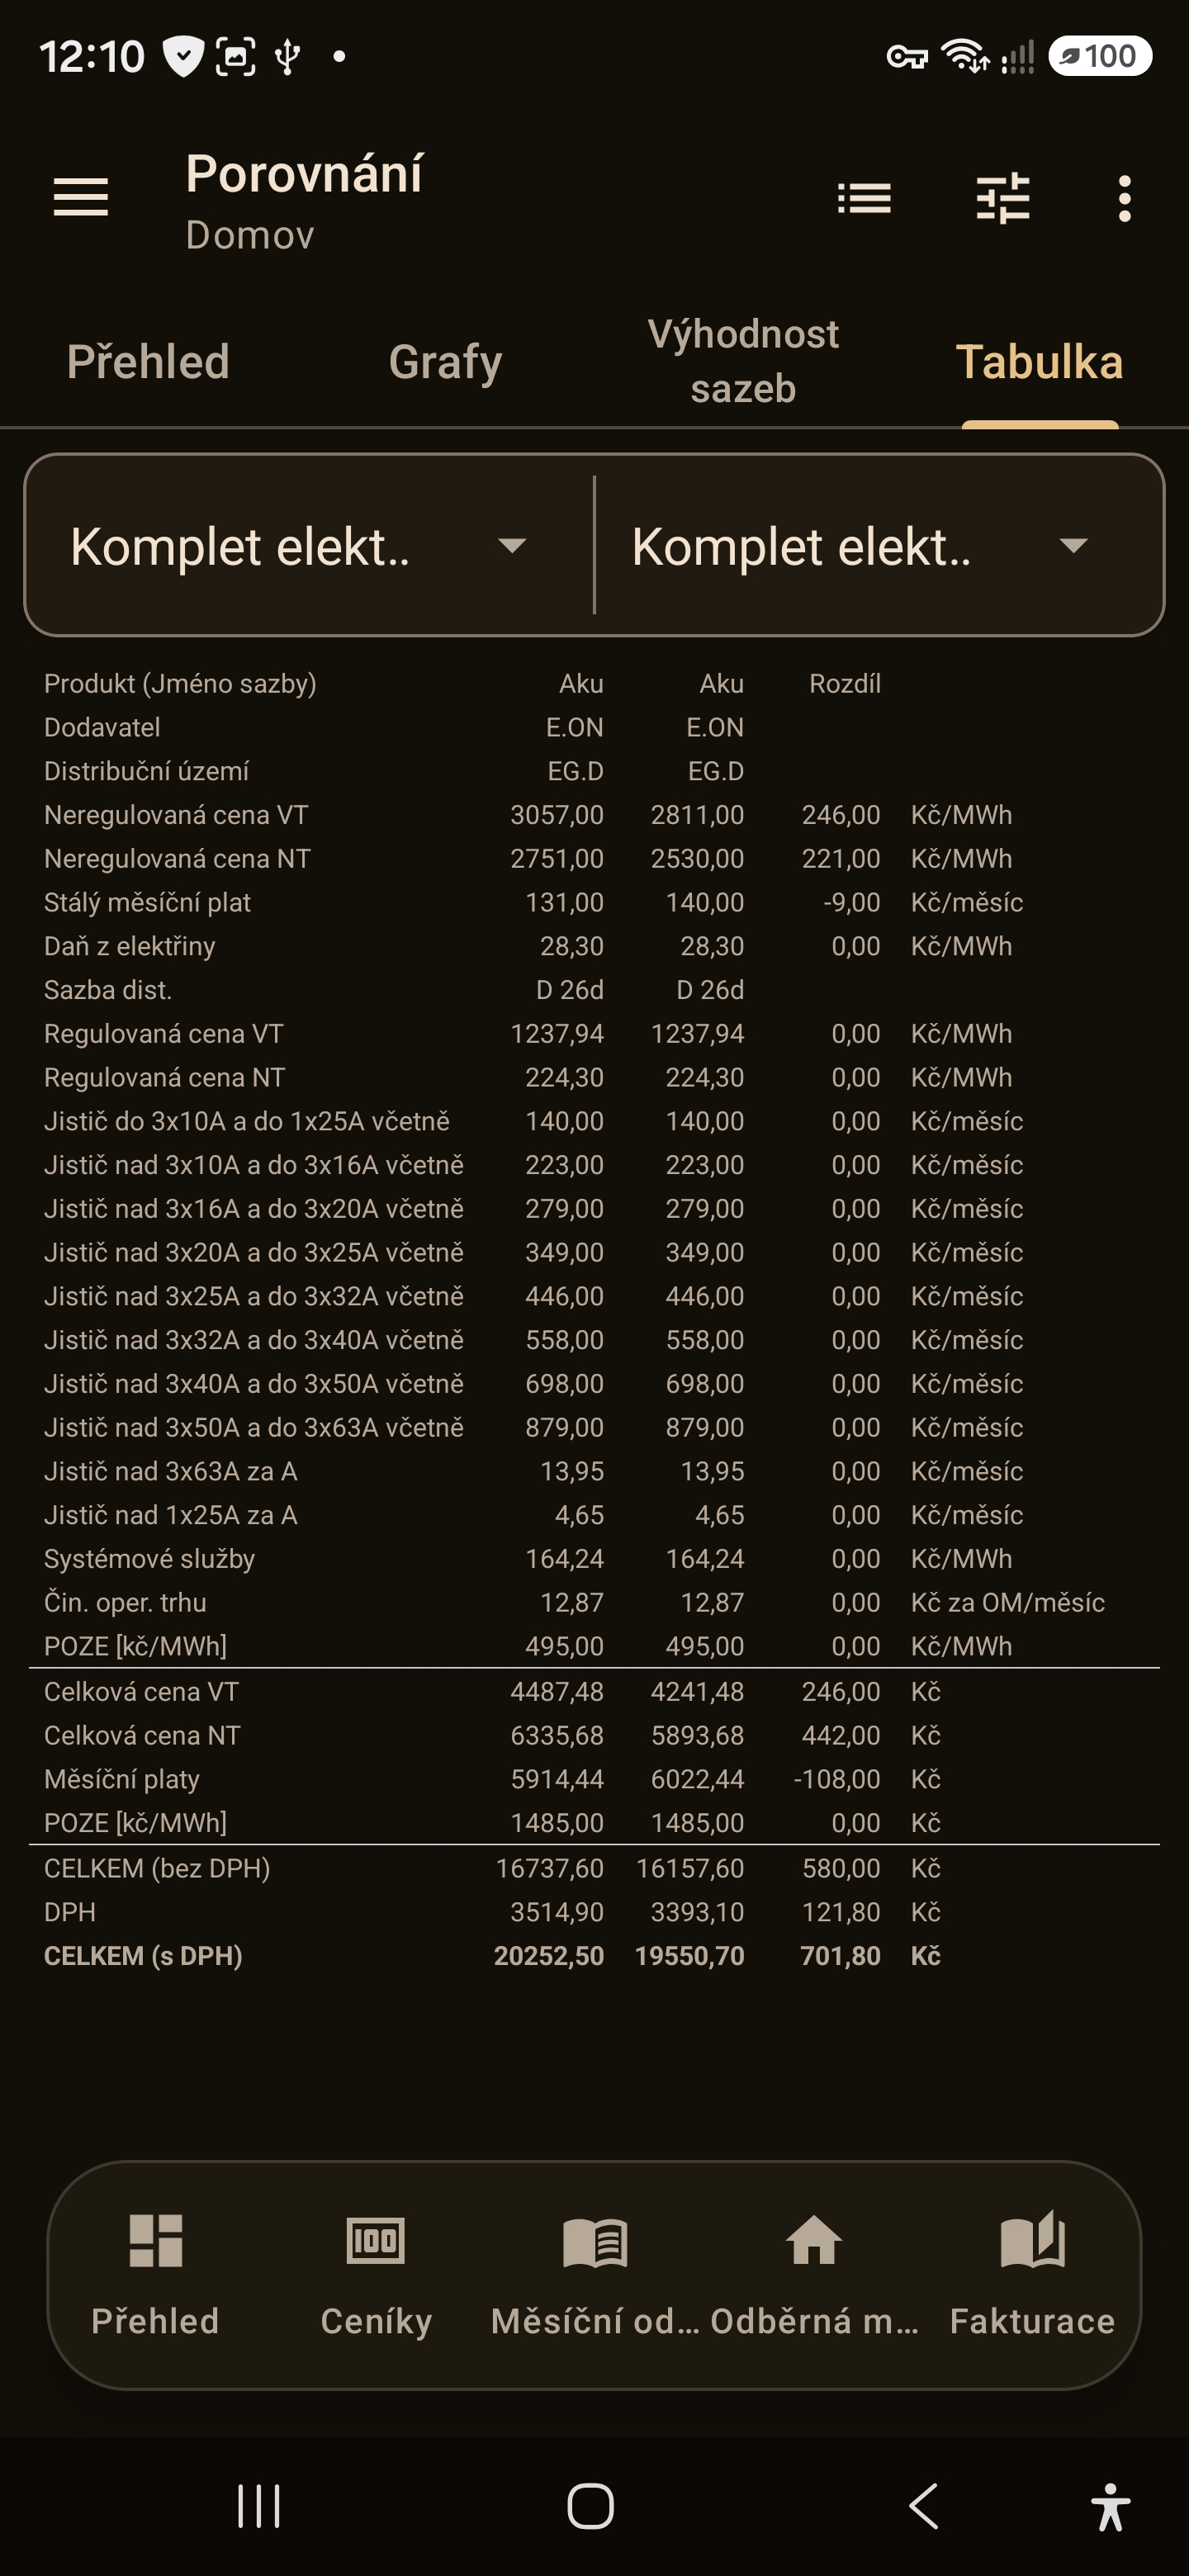 12:10
100
Porovnání
Domov
Přehled
Grafy
Výhodnost
sazeb
Tabulka
Komplet elekt..
Komplet elekt..
Produkt (Jméno sazby) Aku Aku Rozdíl
Dodavatel E.ON E.ON
Distribuční území EG.D EG.D
Neregulovaná cena VT 3057,00 2811,00 246,00 Kč/MWh
Neregulovaná cena NT 2751,00 2530,00 221,00 Kč/MWh
Stálý měsíční plat 131,00 140,00 -9,00 Kč/měsíc
Daň z elektřiny 28,30 28,30 0,00 Kč/MWh
Sazba dist. D 26d D 26d
Regulovaná cena VT 1237,94 1237,94 0,00 Kč/MWh
Regulovaná cena NT 224,30 224,30 0,00 Kč/MWh
Jistič do 3x10A a do 1x25A včetně 140,00 140,00 0,00 Kč/měsíc
Jistič nad 3x10A a do 3x16A včetně 223,00 223,00 0,00 Kč/měsíc
Jistič nad 3x16A a do 3x20A včetně 279,00 279,00 0,00 Kč/měsíc
Jistič nad 3x20A a do 3x25A včetně 349,00 349,00 0,00 Kč/měsíc
Jistič nad 3x25A a do 3x32A včetně 446,00 446,00 0,00 Kč/měsíc
Jistič nad 3x32A a do 3x40A včetně 558,00 558,00 0,00 Kč/měsíc
Jistič nad 3x40A a do 3x50A včetně 698,00 698,00 0,00 Kč/měsíc
Jistič nad 3x50A a do 3x63A včetně 879,00 879,00 0,00 Kč/měsíc
Jistič nad 3x63A za A 13,95 13,95 0,00 Kč/měsíc
Jistič nad 1x25A za A 4,65 4,65 0,00 Kč/měsíc
Systémové služby 164,24 164,24 0,00 Kč/MWh
Čin. oper. trhu 12,87 12,87 0,00 Kč za OM/měsíc
POZE [kč/MWh] 495,00 495,00 0,00 Kč/MWh
Celková cena VT 4487,48 4241,48 246,00 Kč
Celková cena NT 6335,68 5893,68 442,00 Kč
Měsíční platy 5914,44 6022,44 -108,00 Kč
POZE [kč/MWh] 1485,00 1485,00 0,00 Kč
CELKEM (bez DPH) 16737,60 16157,60 580,00 Kč
DPH 3514,90 3393,10 121,80 Kč
CELKEM (s DPH) 20252,50 19550,70 701,80 Kč
Přehled
Ceníky
Měsíční od…
Odběrná m…
Fakturace